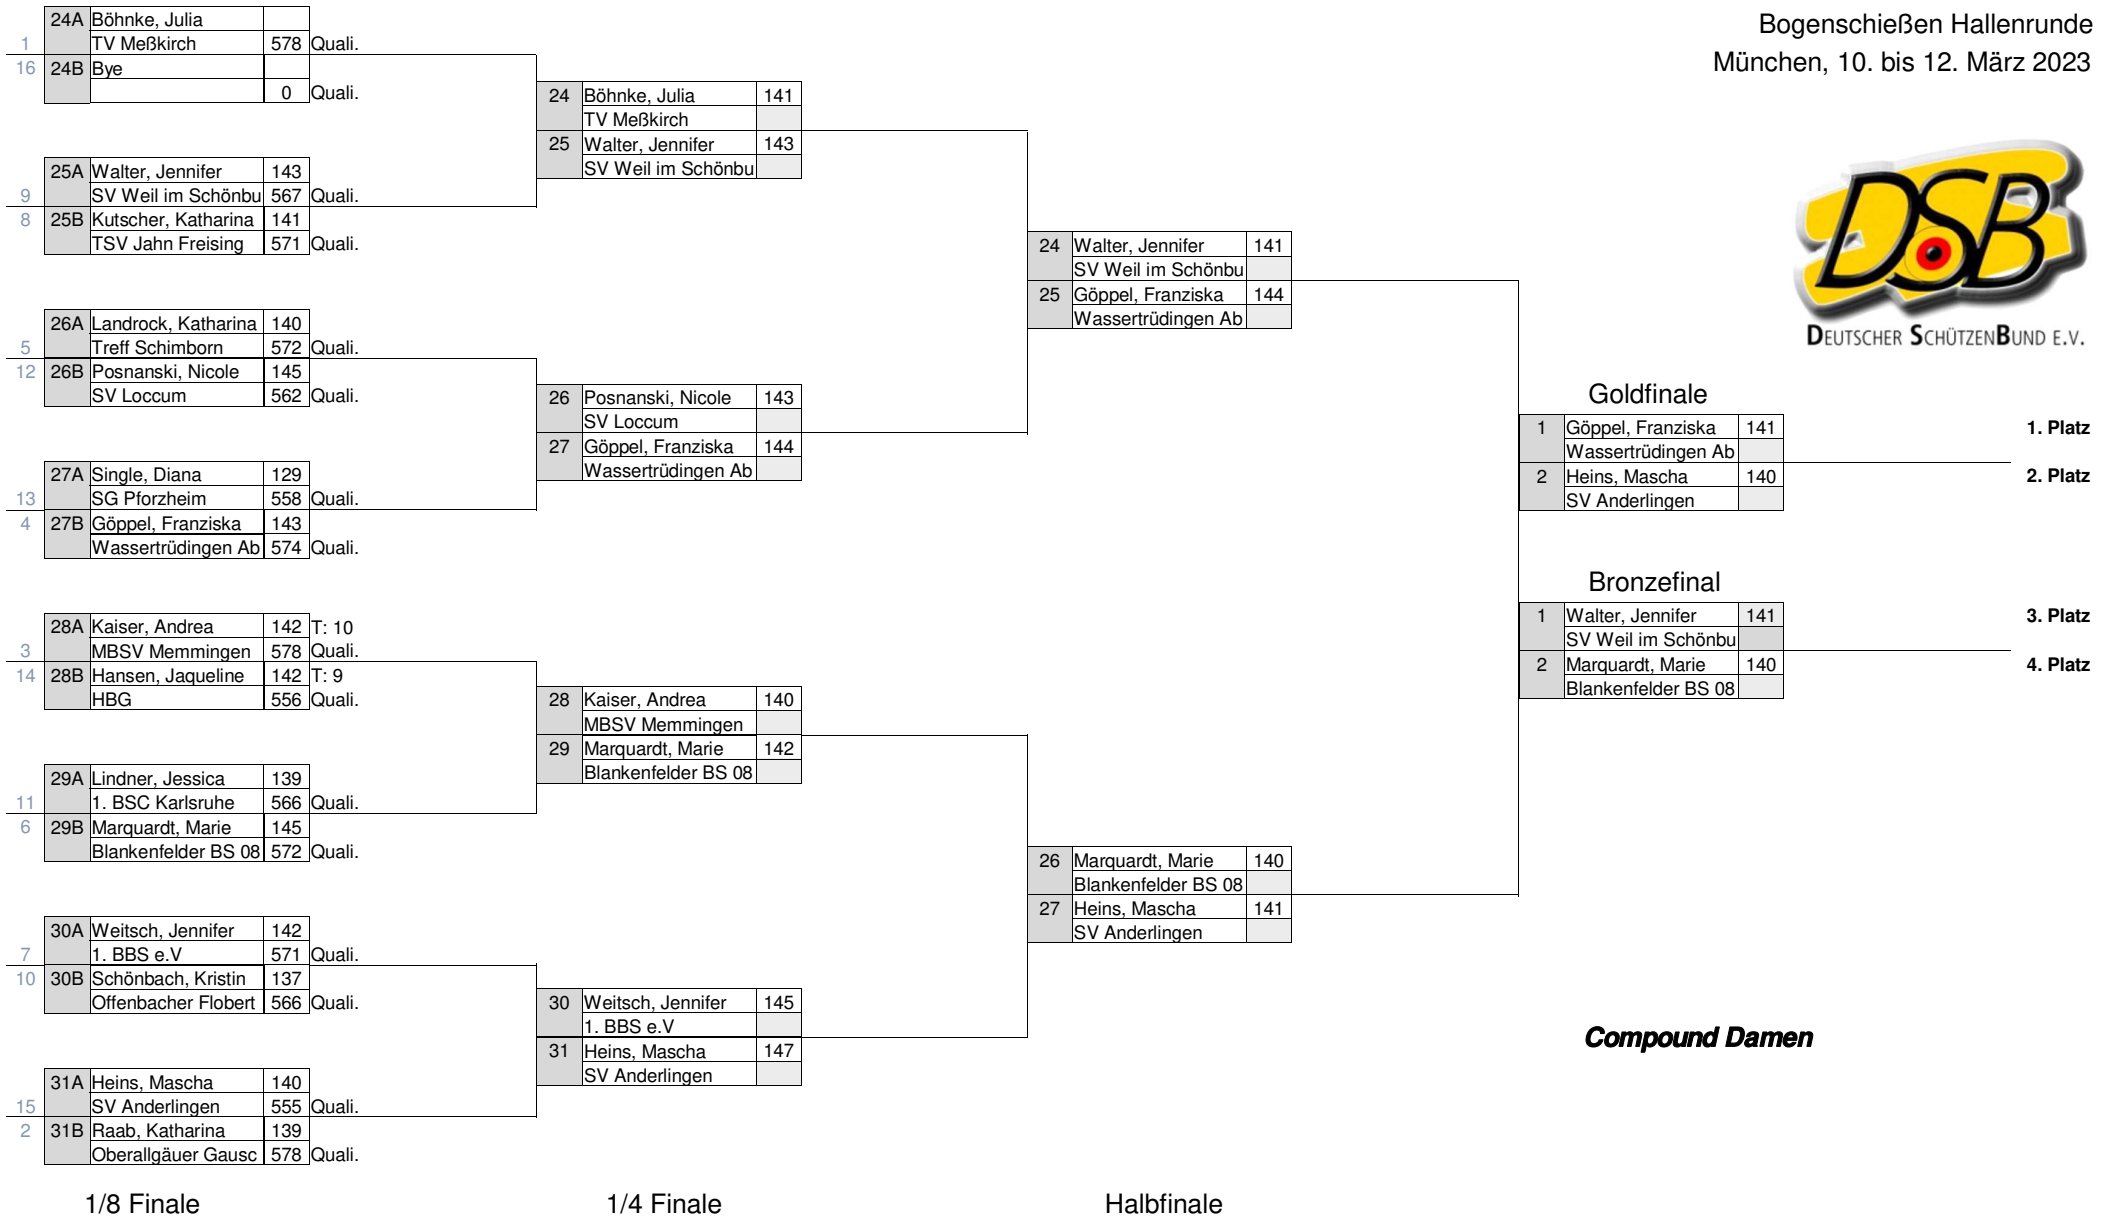 Bogenschießen Hallenrunde
München, 10. bis 12. März 2023
DSB
DEUTSCHER SCHÜTZENBUND E.V.
24A Böhnke, Julia
1 TV Meßkirch 578 Quali.
16 24B Bye
0 Quali.
25A Walter, Jennifer 143
9 SV Weil im Schönbu 567 Quali.
8 25B Kutscher, Katharina 141
TSV Jahn Freising 571 Quali.
26A Landrock, Katharina 140
5 Treff Schimborn 572 Quali.
12 26B Posnanski, Nicole 145
SV Loccum 562 Quali.
27A Single, Diana 129
13 SG Pforzheim 558 Quali.
4 27B Göppel, Franziska 143
Wassertrüdingen Ab 574 Quali.
28A Kaiser, Andrea 142 T: 10
3 MBSV Memmingen 578 Quali.
14 28B Hansen, Jaqueline 142 T: 9
HBG 556 Quali.
29A Lindner, Jessica 139
11 1. BSC Karlsruhe 566 Quali.
6 29B Marquardt, Marie 145
Blankenfelder BS 08 572 Quali.
30A Weitsch, Jennifer 142
7 1. BBS e.V 571 Quali.
10 30B Schönbach, Kristin 137
Offenbacher Flobert 566 Quali.
31A Heins, Mascha 140
15 SV Anderlingen 555 Quali.
2 31B Raab, Katharina 139
Oberallgäuer Gausc 578 Quali.
1/8 Finale
24 Böhnke, Julia 141
TV Meßkirch
25 Walter, Jennifer 143
SV Weil im Schönbu
26 Posnanski, Nicole 143
SV Loccum
27 Göppel, Franziska 144
Wassertrüdingen Ab
28 Kaiser, Andrea 140
MBSV Memmingen
29 Marquardt, Marie 142
Blankenfelder BS 08
30 Weitsch, Jennifer 145
1. BBS e.V
31 Heins, Mascha 147
SV Anderlingen
1/4 Finale
24 Walter, Jennifer 141
SV Weil im Schönbu
25 Göppel, Franziska 144
Wassertrüdingen Ab
26 Marquardt, Marie 140
Blankenfelder BS 08
27 Heins, Mascha 141
SV Anderlingen
Halbfinale
Goldfinale
1 Göppel, Franziska 141 1. Platz
Wassertrüdingen Ab
2 Heins, Mascha 140 2. Platz
SV Anderlingen
Bronzefinal
1 Walter, Jennifer 141 3. Platz
SV Weil im Schönbu
2 Marquardt, Marie 140 4. Platz
Blankenfelder BS 08
Compound Damen